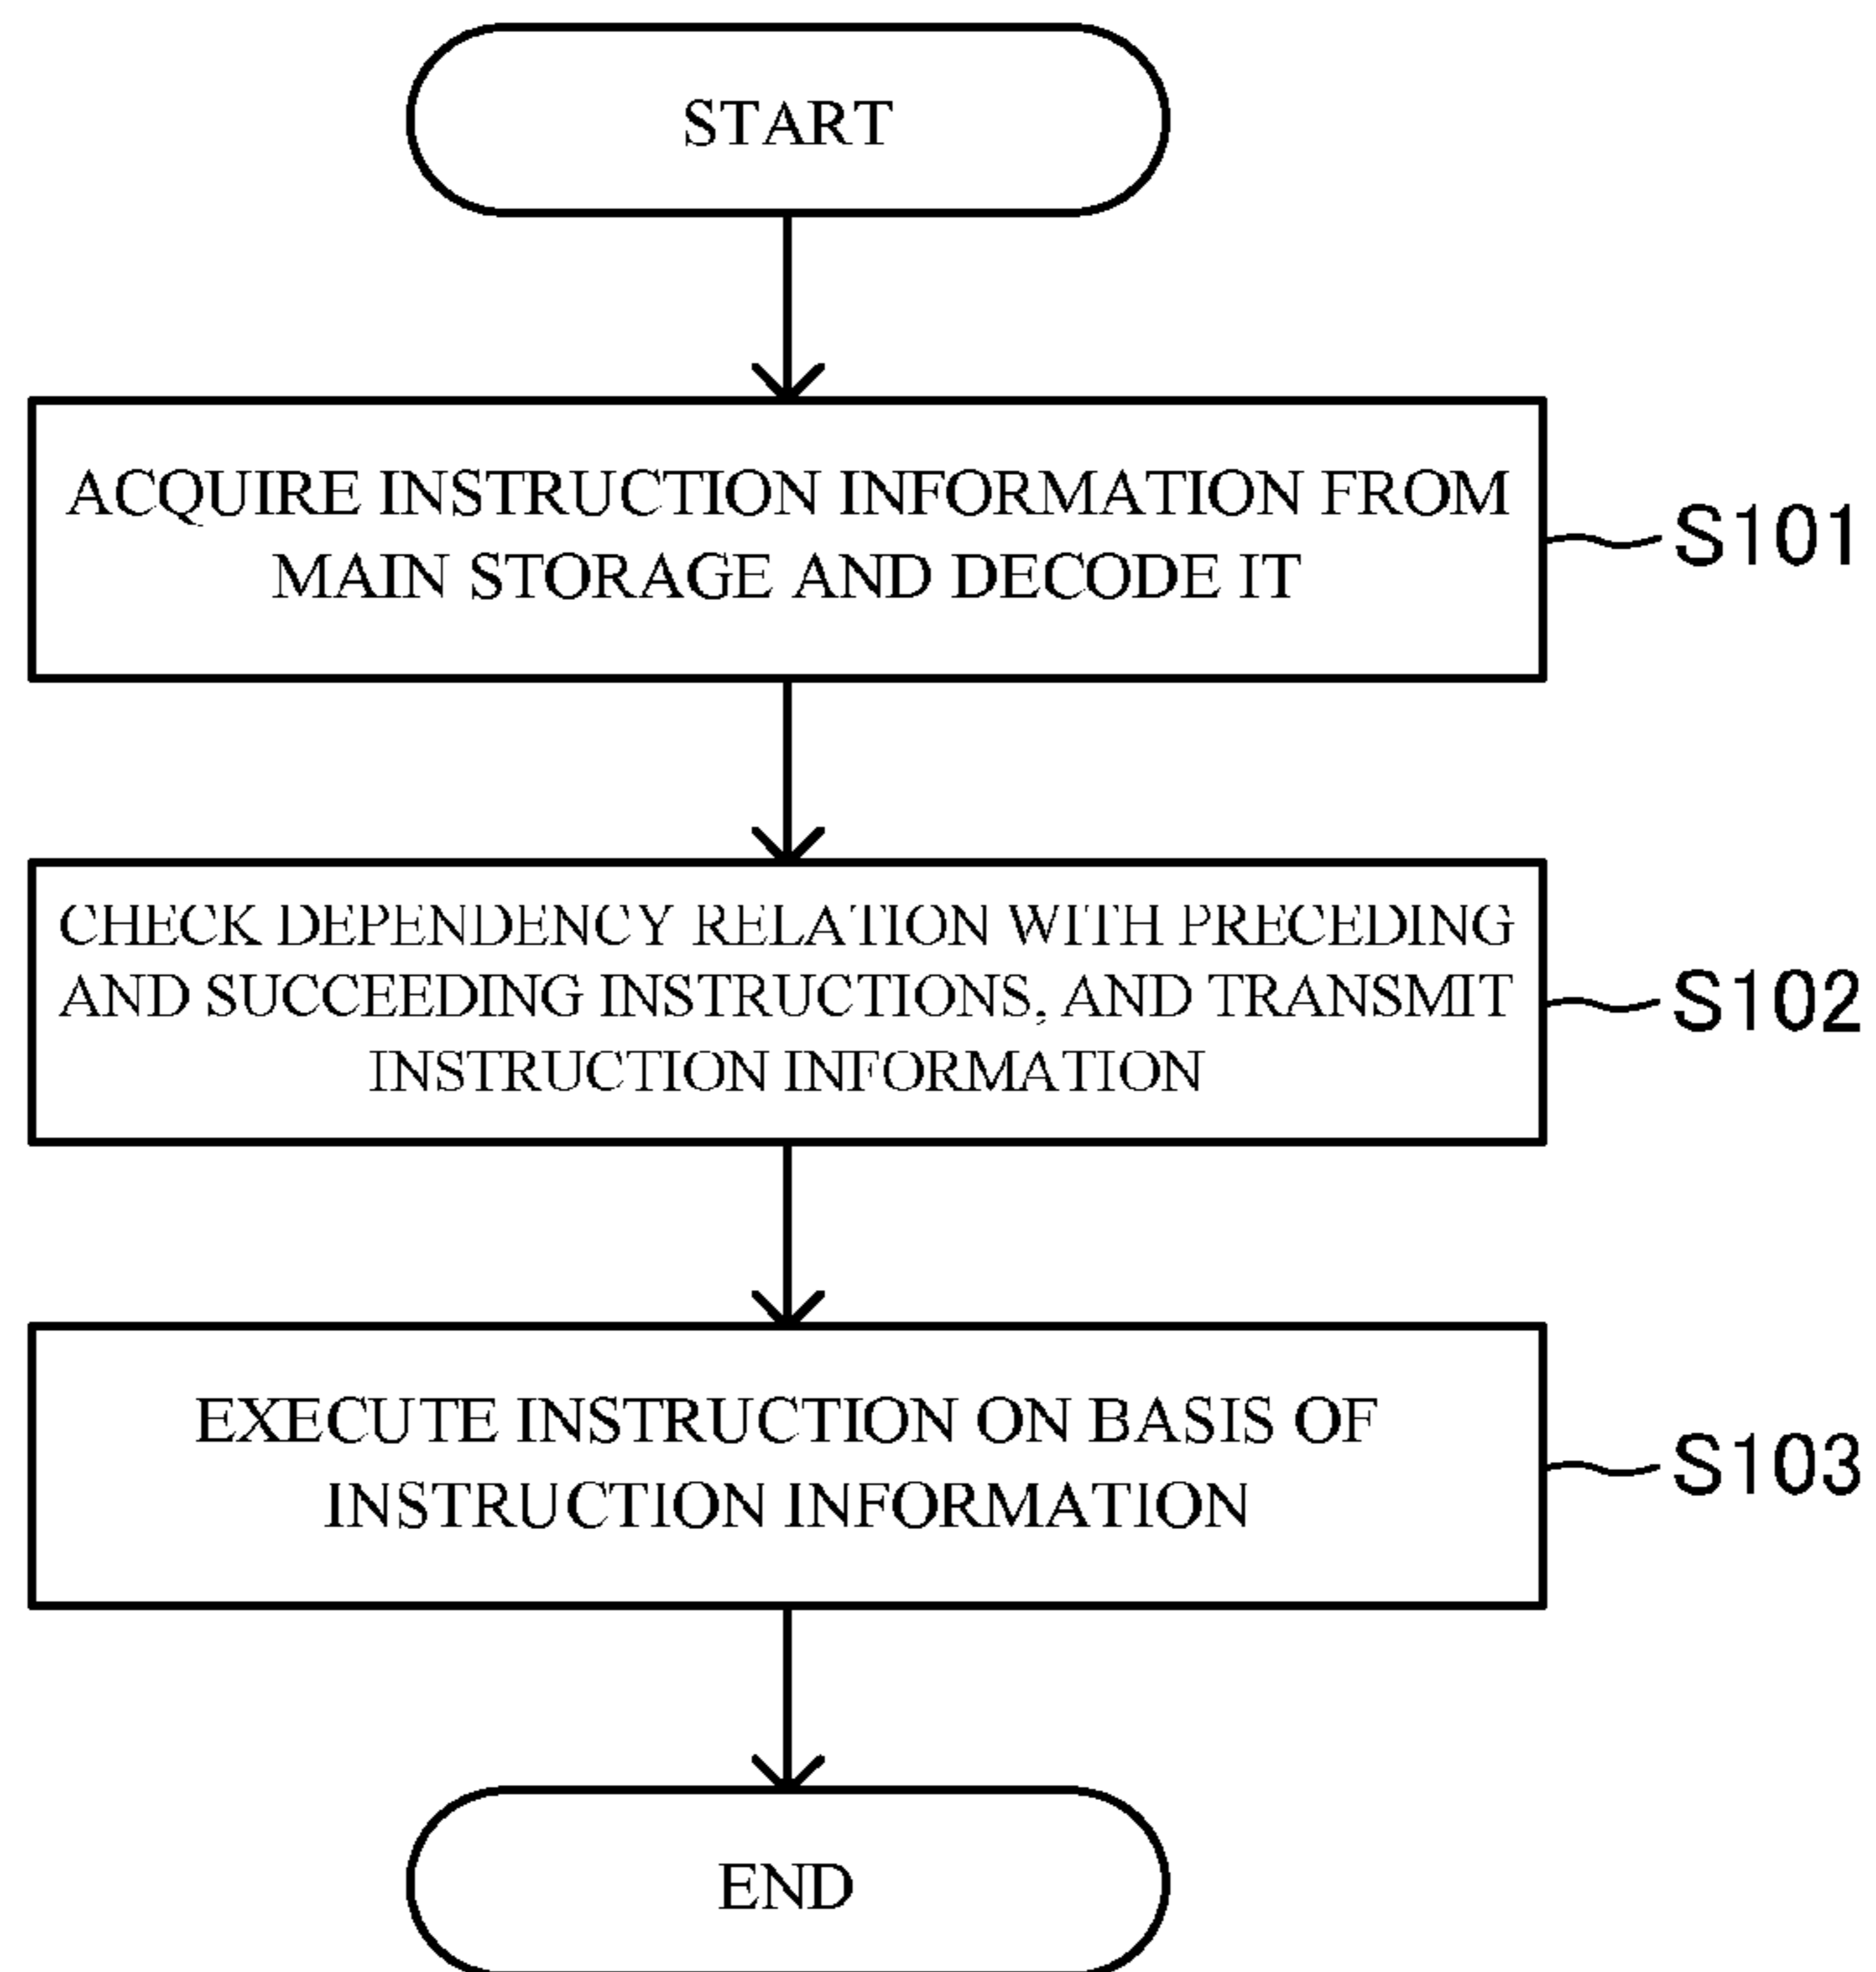 START
ACQUIRE INSTRUCTION INFORMATION FROM
MAIN STORAGE AND DECODE IT
S101
CHECK DEPENDENCY RELATION WITH PRECEDING
AND SUCCEEDING INSTRUCTIONS, AND TRANSMIT
INSTRUCTION INFORMATION
S102
EXECUTE INSTRUCTION ON BASIS OF
INSTRUCTION INFORMATION
S103
END